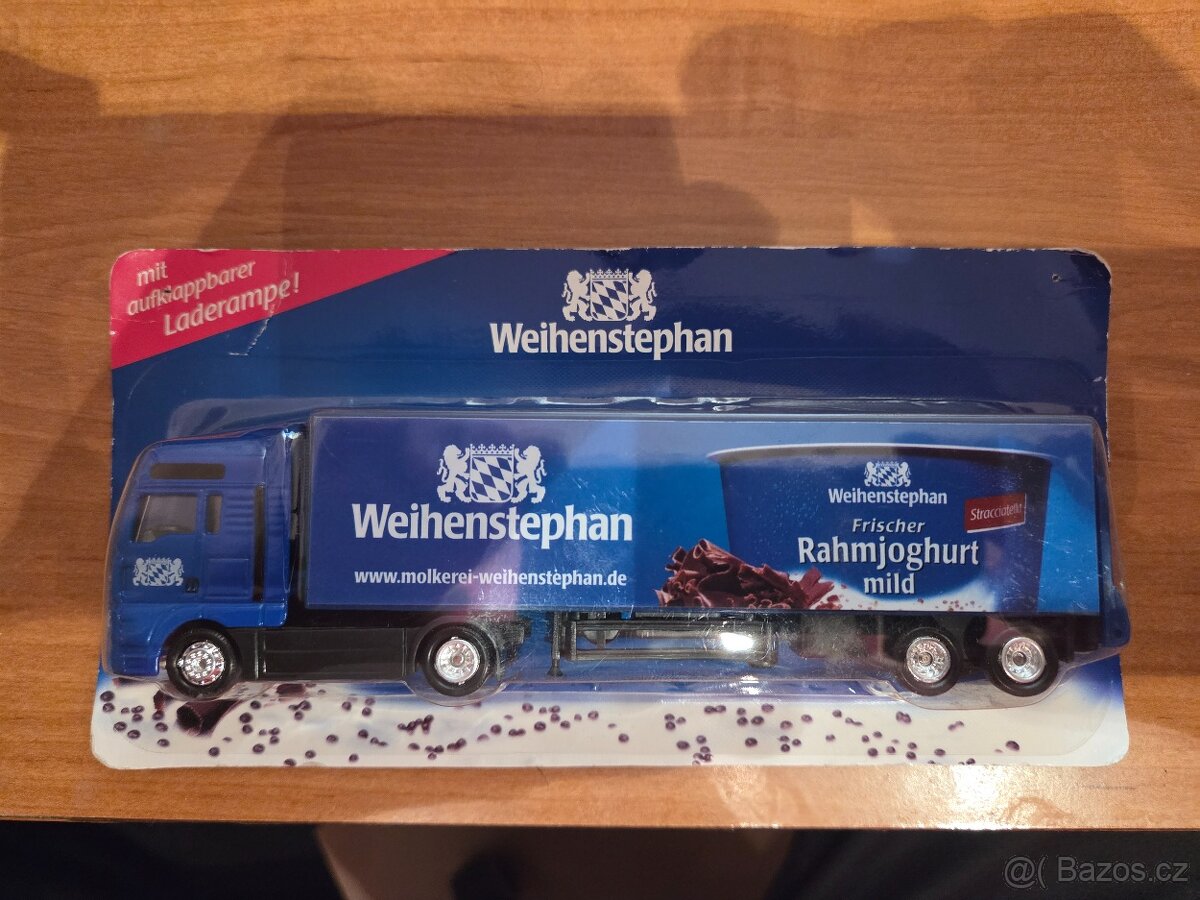 mit
aufklappbarer
Laderampe!
Weihenstephan
Weihenstephan
www.molkerei-weihenstephan.de
Weihenstephan
Stracciatella
Frischer
Rahmjoghurt
mild
@( Bazos.cz